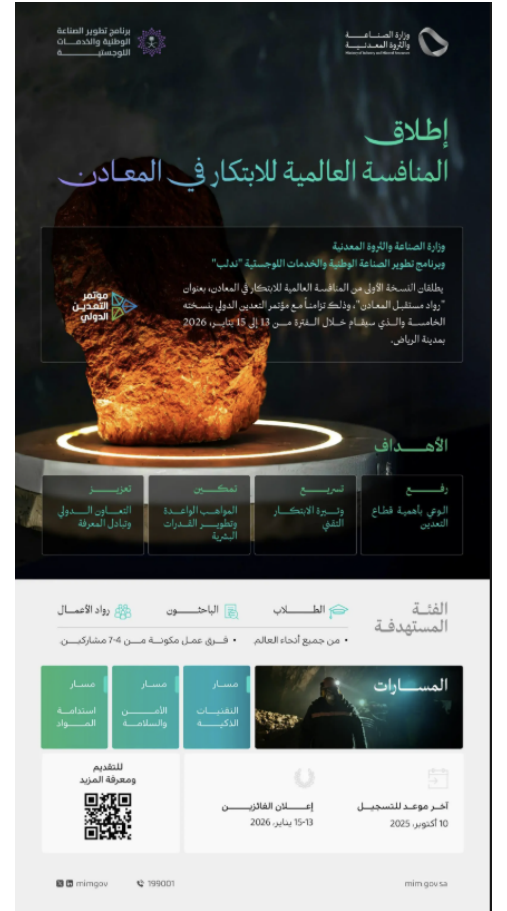 وزارة الصناعة
والثروة المعدنية
Ministry of Industry and Mineral Resources
برنامج تطوير الصناعة
الوطنية والخدمات
اللوجستية
إطلاق
المنافسة العالمية للابتكار في المعادن
وزارة الصناعة والثروة المعدنية
وبرنامج تطوير الصناعة الوطنية والخدمات اللوجستية "ندلب"
يطلقان النسخة الأولى من المنافسة العالمية للابتكار في المعادن، بعنوان
"رواد مستقبل المعادن"، وذلك تزامناً مع مؤتمر التعدين الدولي بنسخته
الخامسة والذي سيقام خلال الفترة من 13 إلى 15 يناير، 2026
بمدينة الرياض.
مؤتمر
التعدين
الدولي
الأهداف
رفع
الوعي بأهمية قطاع
التعدين
تسريع
وتيرة الابتكار
التقني
تمكين
المواهب الواعدة
وتطوير القدرات
البشرية
تعزيز
التعاون الدولي
وتبادل المعرفة
الفئة
المستهدفة
الطلاب
الباحثون
رواد الأعمال
• من جميع أنحاء العالم.
• فرق عمل مكونة من 4-7 مشاركين.
المسارات
مسار
التقنيات
الذكية
مسار
الأمن
والسلامة
مسار
استدامة
المواد
آخر موعد للتسجيل
10 أكتوبر، 2025
إعلان الفائزين
13-15 يناير، 2026
للتقديم
ومعرفة المزيد
mimgov
199001
mim.gov.sa